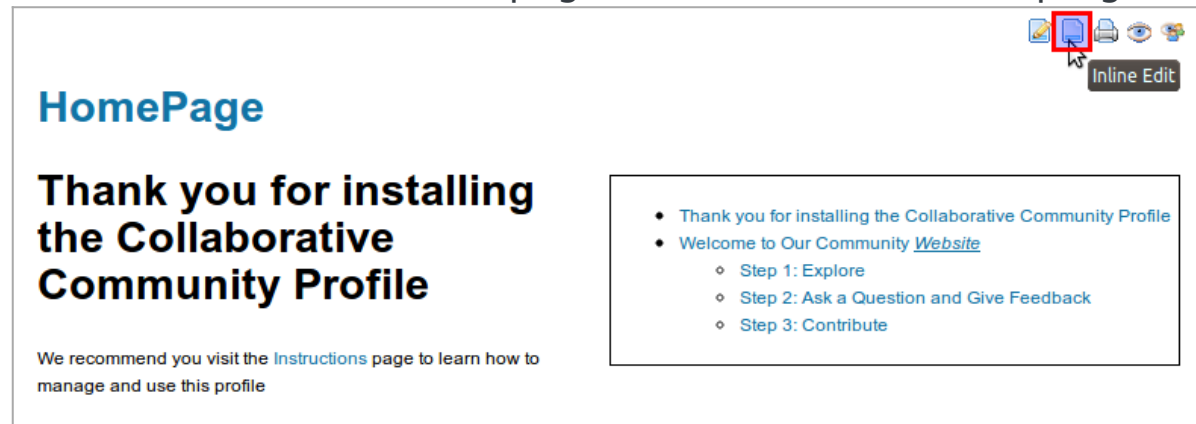 Inline Edit
HomePage
Thank you for installing
the Collaborative
Community Profile
We recommend you visit the Instructions page to learn how to
manage and use this profile
Thank you for installing the Collaborative Community Profile
Welcome to Our Community Website
Step 1: Explore
Step 2: Ask a Question and Give Feedback
Step 3: Contribute